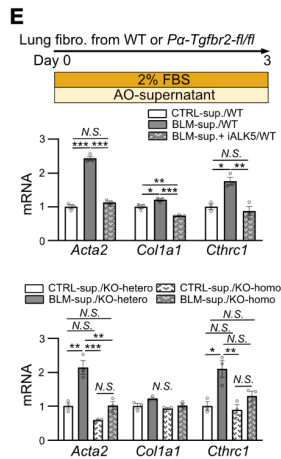 E
Lung fibro. from WT or Pα-Tgfbr2-fl/fl
Day 0 3
2% FBS
AO-supernatant
CTRL-sup./WT
BLM-sup./WT
BLM-sup.+ iALK5/WT
mRNA
3
2
1
0
N.S.
*** ***
**
* ***
N.S.
* **
Acta2 Col1a1 Cthrc1
CTRL-sup./KO-hetero CTRL-sup./KO-homo
BLM-sup./KO-hetero BLM-sup./KO-homo
mRNA
3
2
1
0
N.S.
N.S.
**
** ***
N.S.
N.S.
N.S.
N.S.
* **
N.S.
Acta2 Col1a1 Cthrc1